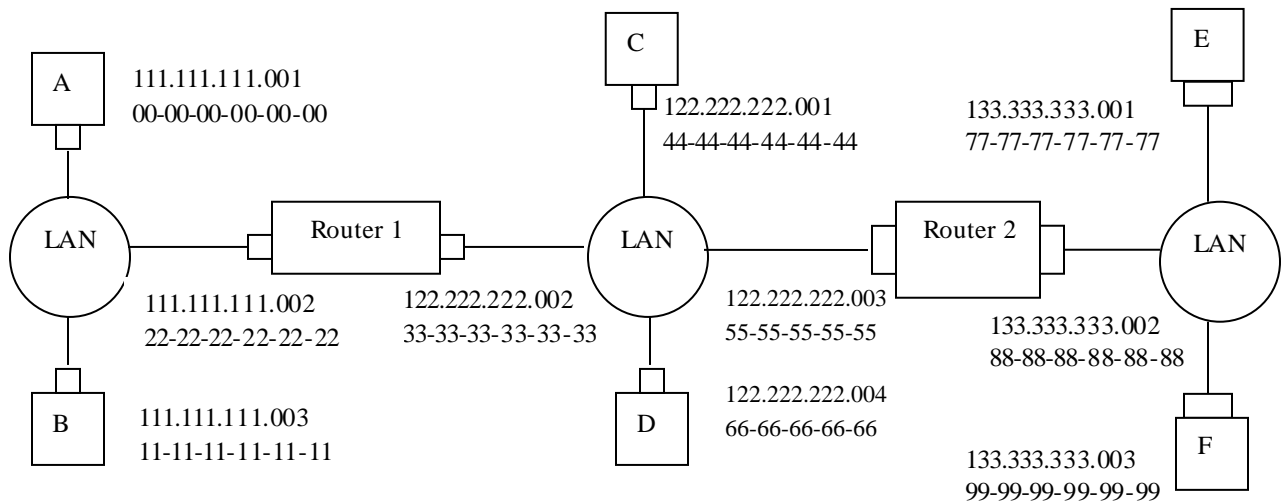 A
111.111.111.001
00-00-00-00-00-00
C
122.222.222.001
44-44-44-44-44-44
E
133.333.333.001
77-77-77-77-77-77
LAN
Router 1
LAN
Router 2
LAN
111.111.111.002
22-22-22-22-22-22
122.222.222.002
33-33-33-33-33-33
122.222.222.003
55-55-55-55-55
133.333.333.002
88-88-88-88-88-88
B
111.111.111.003
11-11-11-11-11-11
D
122.222.222.004
66-66-66-66-66
F
133.333.333.003
99-99-99-99-99-99